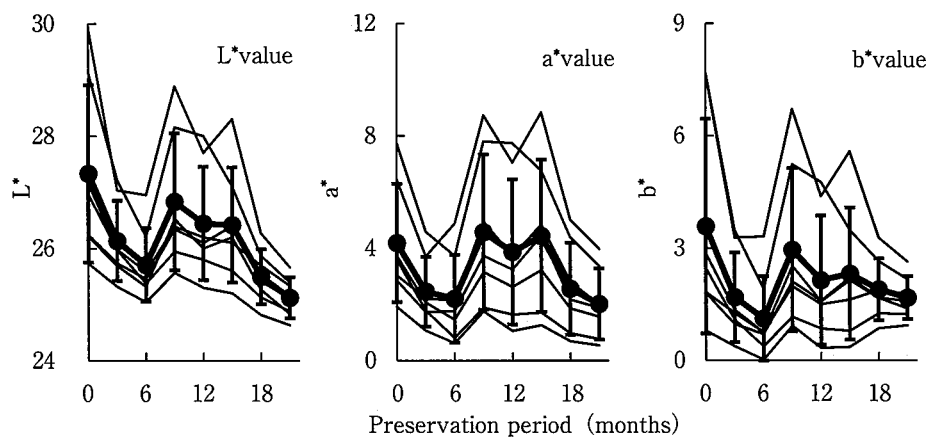 30
28
26
24
L*
L*value
0 6 12 18
12
8
4
0
a*
a*value
0 6 12 18
9
6
3
0
b*
b*value
0 6 12 18
Preservation period (months)